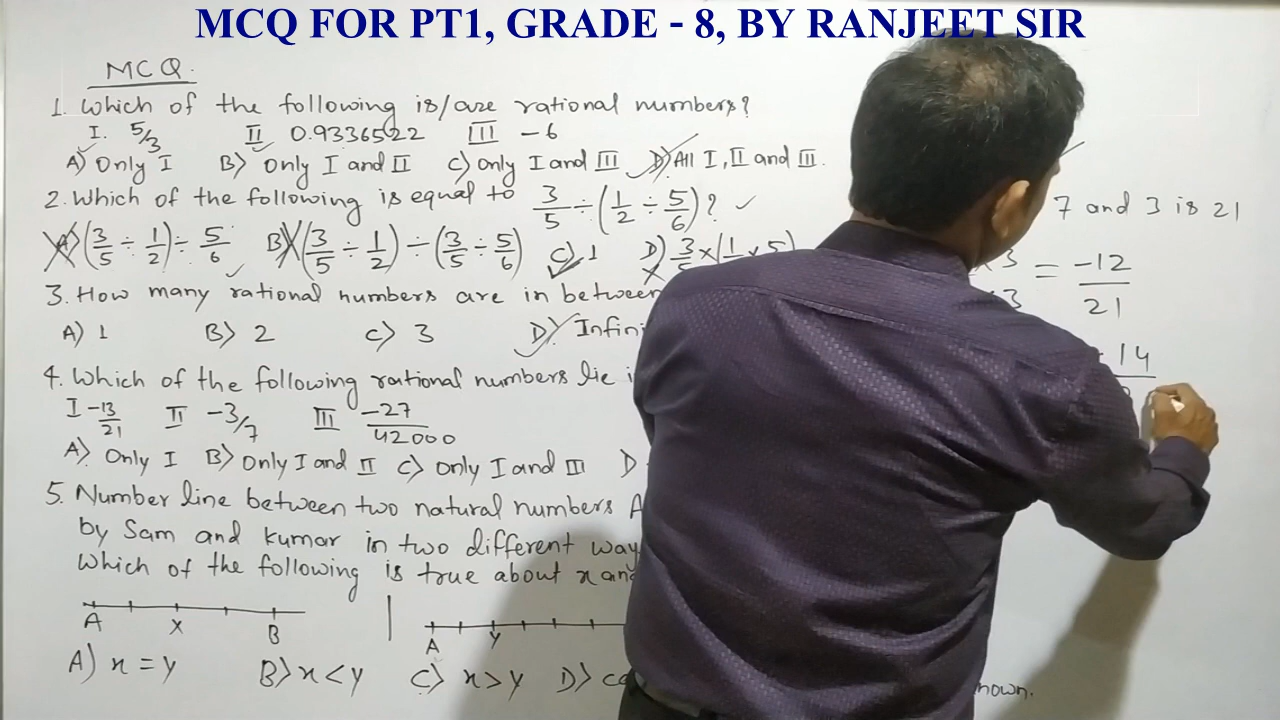 MCQ FOR PT1, GRADE - 8, BY RANJEET SIR
MCQ.
1. Which of the following is/are rational numbers?
I. 5/3 II 0.9336522 III -6
A) Only I B) Only I and II C) Only I and III D) All I, II and III.
2. Which of the following is equal to 3/5 ÷ (1/2 ÷ 5/6)?
A) (3/5 ÷ 1/2) ÷ 5/6 B) (3/5 ÷ 1/2) ÷ (3/5 ÷ 5/6) C) 1 D) 3/5 × (1/ × 5/
3. How many rational numbers are in between
A) 1 B) 2 C) 3 D) Infini
4. Which of the following rational numbers lie
I -13/21 II -3/7 III -27/42000
A) Only I B) Only I and II C) Only I and III D
5. Number line between two natural numbers A
by Sam and Kumar in two different way
Which of the following is true about x and
A X B
A Y
A) x = y B) x < y C) x > y D) ca
nown.
7 and 3 is 21
× 3 = -12/21
× 3
-14